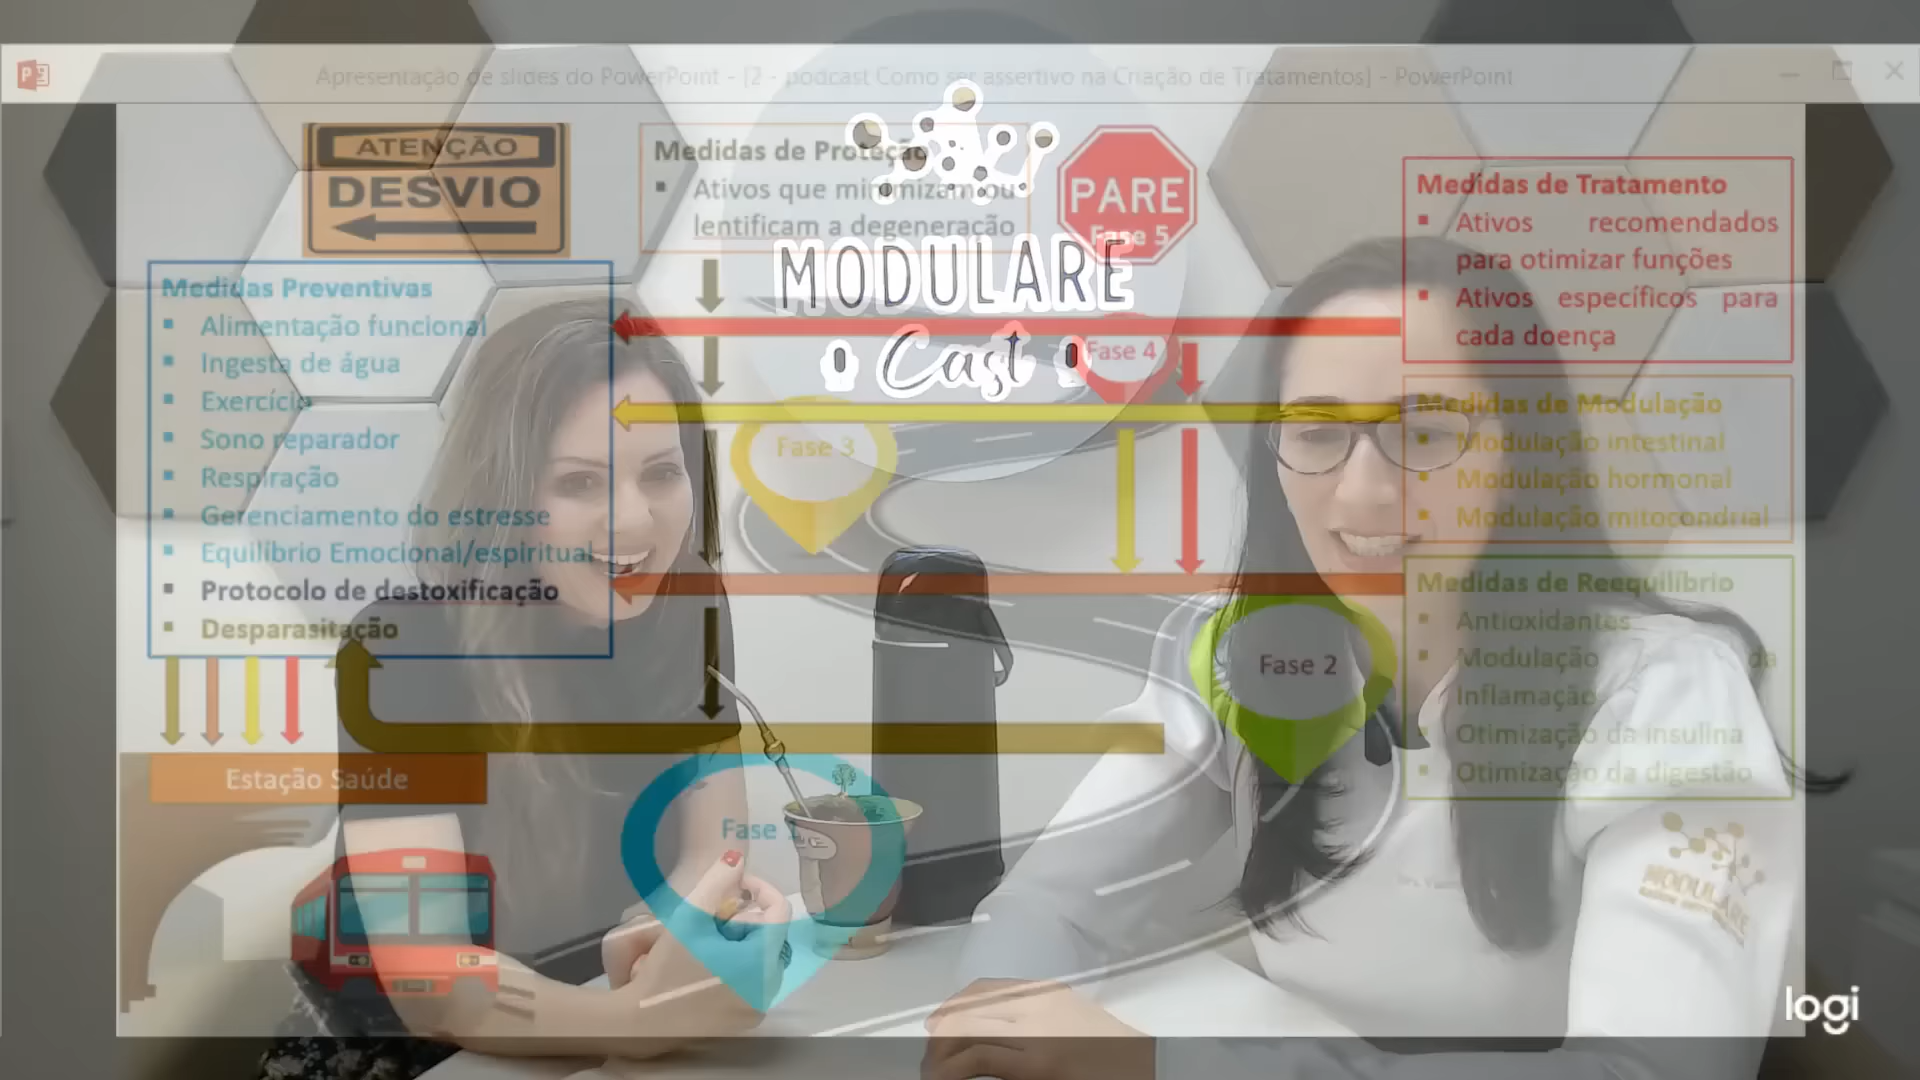 Apresentação de slides do PowerPoint - [2 - podcast Como ser assertivo na Criação de Tratamentos] - PowerPoint
ATENÇÃO
DESVIO
Medidas de Proteção
Ativos que minimizam ou
lentificam a degeneração
PARE
Fase 5
MODULARE
Cast
Medidas de Tratamento
Ativos recomendados
para otimizar funções
Ativos específicos para
cada doença
Medidas Preventivas
Alimentação funcional
Ingesta de água
Exercício
Sono reparador
Respiração
Gerenciamento do estresse
Equilíbrio Emocional/espiritual
Protocolo de destoxificação
Desparasitação
Fase 4
Fase 3
Medidas de Modulação
Modulação intestinal
Modulação hormonal
Modulação mitocondrial
Medidas de Reequilíbrio
Antioxidantes
Modulação da
Inflamação
Otimização da insulina
Otimização da digestão
Fase 2
Estação Saúde
Fase 1
MODULARE
logi